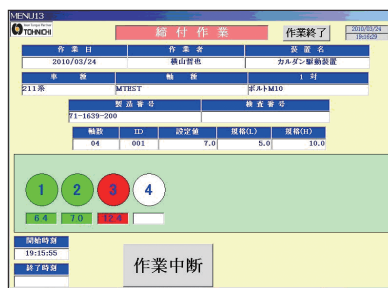 MENU13
TOHNICHI
締付作業
作業終了
2010/03/24
19:16:29
作業日 作業者 装置名
2010/03/24 横山哲也 カルダン駆動装置
車種 軸種 1対
211系 MTEST ボルトM10
製造番号 検査番号
71-1639-200
軸数 ID 設定値 規格(L) 規格(H)
04 001 7.0 5.0 10.0
1 2 3 4
6.4 7.0 12.4
開始時刻
19:15:55
終了時刻
作業中断